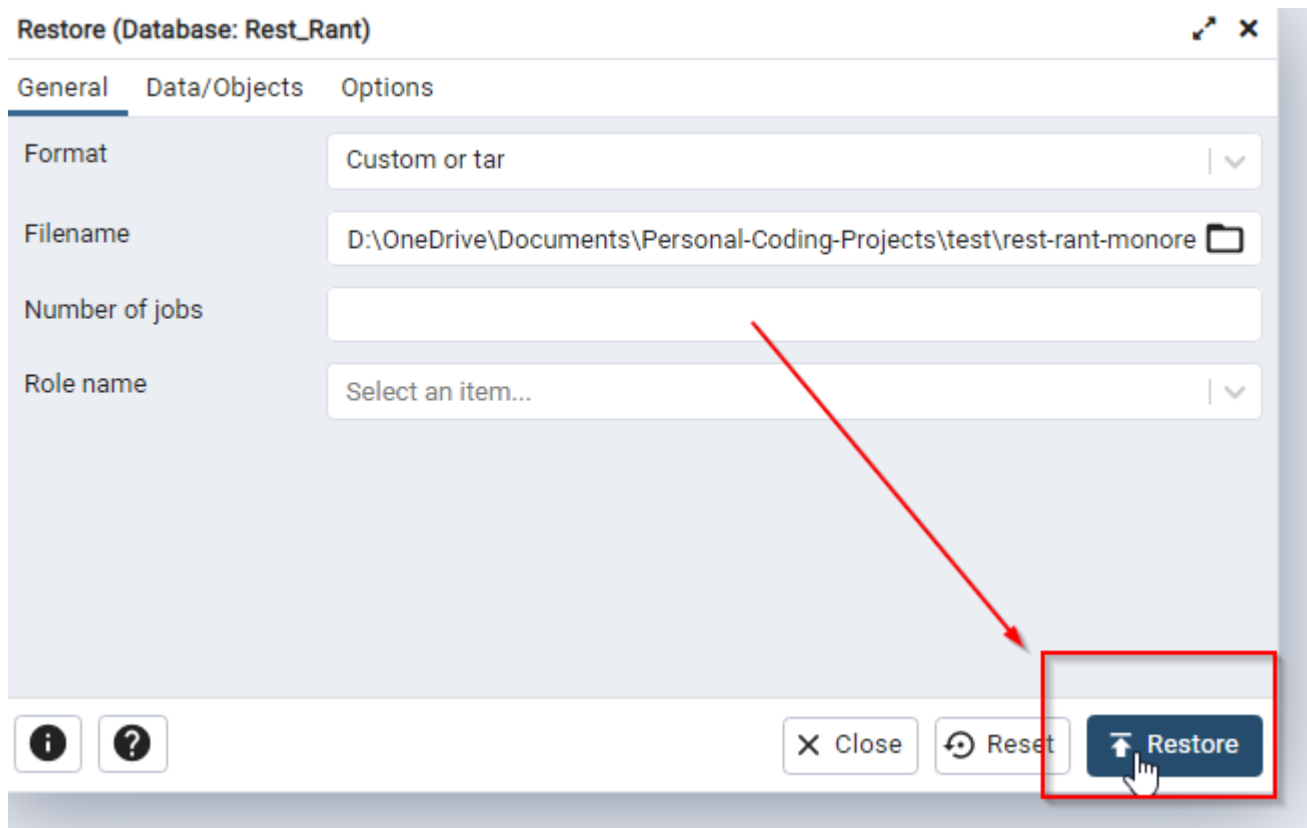 Restore (Database: Rest_Rant)
General Data/Objects Options
Format
Custom or tar
Filename
D:\OneDrive\Documents\Personal-Coding-Projects\test\rest-rant-monore
Number of jobs
Role name
Select an item...
Close Reset Restore